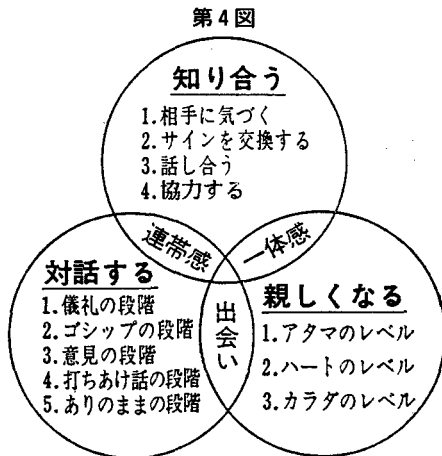 第4図
知り合う
1.相手に気づく
2.サインを交換する
3.話し合う
4.協力する
連帯感
一体感
対話する
1.儀礼の段階
2.ゴシップの段階
3.意見の段階
4.打ちあけ話の段階
5.ありのままの段階
出会い
親しくなる
1.アタマのレベル
2.ハートのレベル
3.カラダのレベル